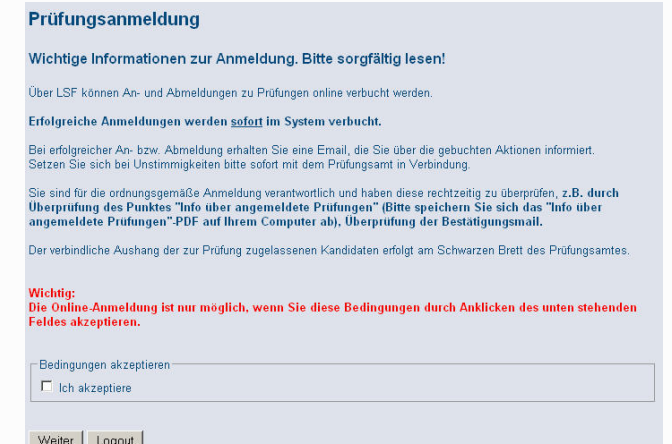 Prüfungsanmeldung
Wichtige Informationen zur Anmeldung. Bitte sorgfältig lesen!
Über LSF können An- und Abmeldungen zu Prüfungen online verbucht werden.
Erfolgreiche Anmeldungen werden sofort im System verbucht.
Bei erfolgreicher An- bzw. Abmeldung erhalten Sie eine Email, die Sie über die gebuchten Aktionen informiert.
Setzen Sie sich bei Unstimmigkeiten bitte sofort mit dem Prüfungsamt in Verbindung.
Sie sind für die ordnungsgemäße Anmeldung verantwortlich und haben diese rechtzeitig zu überprüfen, z.B. durch
Überprüfung des Punktes "Info über angemeldete Prüfungen" (Bitte speichern Sie sich das "Info über
angemeldete Prüfungen"-PDF auf Ihrem Computer ab), Überprüfung der Bestätigungsmail.
Der verbindliche Aushang der zur Prüfung zugelassenen Kandidaten erfolgt am Schwarzen Brett des Prüfungsamtes.
Wichtig:
Die Online-Anmeldung ist nur möglich, wenn Sie diese Bedingungen durch Anklicken des unten stehenden
Feldes akzeptieren.
Bedingungen akzeptieren
Ich akzeptiere
Weiter Logout